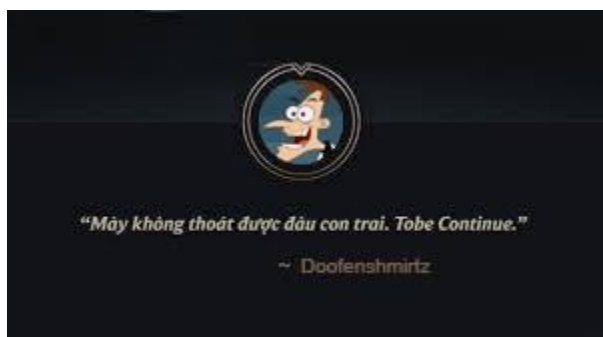 “Mày không thoát được đâu con trai. Tobe Continue.”
~ Doofenshmirtz